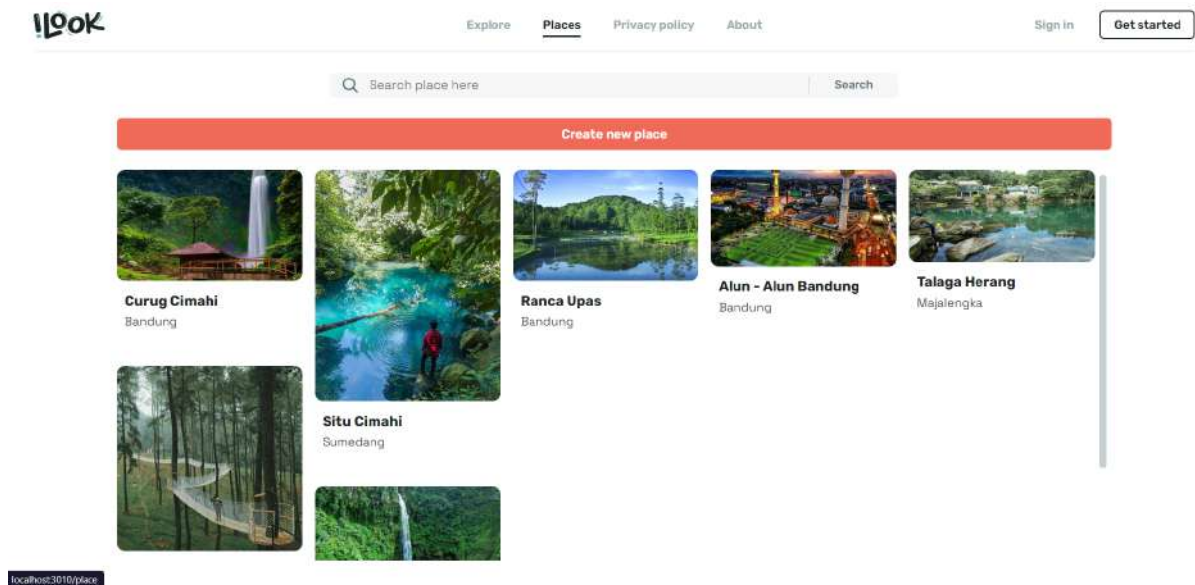 !LOOK
Explore
Places
Privacy policy
About
Sign in
Get started
Search place here
Search
Create new place
Curug Cimahi
Bandung
Situ Cimahi
Sumedang
Ranca Upas
Bandung
Alun - Alun Bandung
Bandung
Talaga Herang
Majalengka
localhost:3010/place